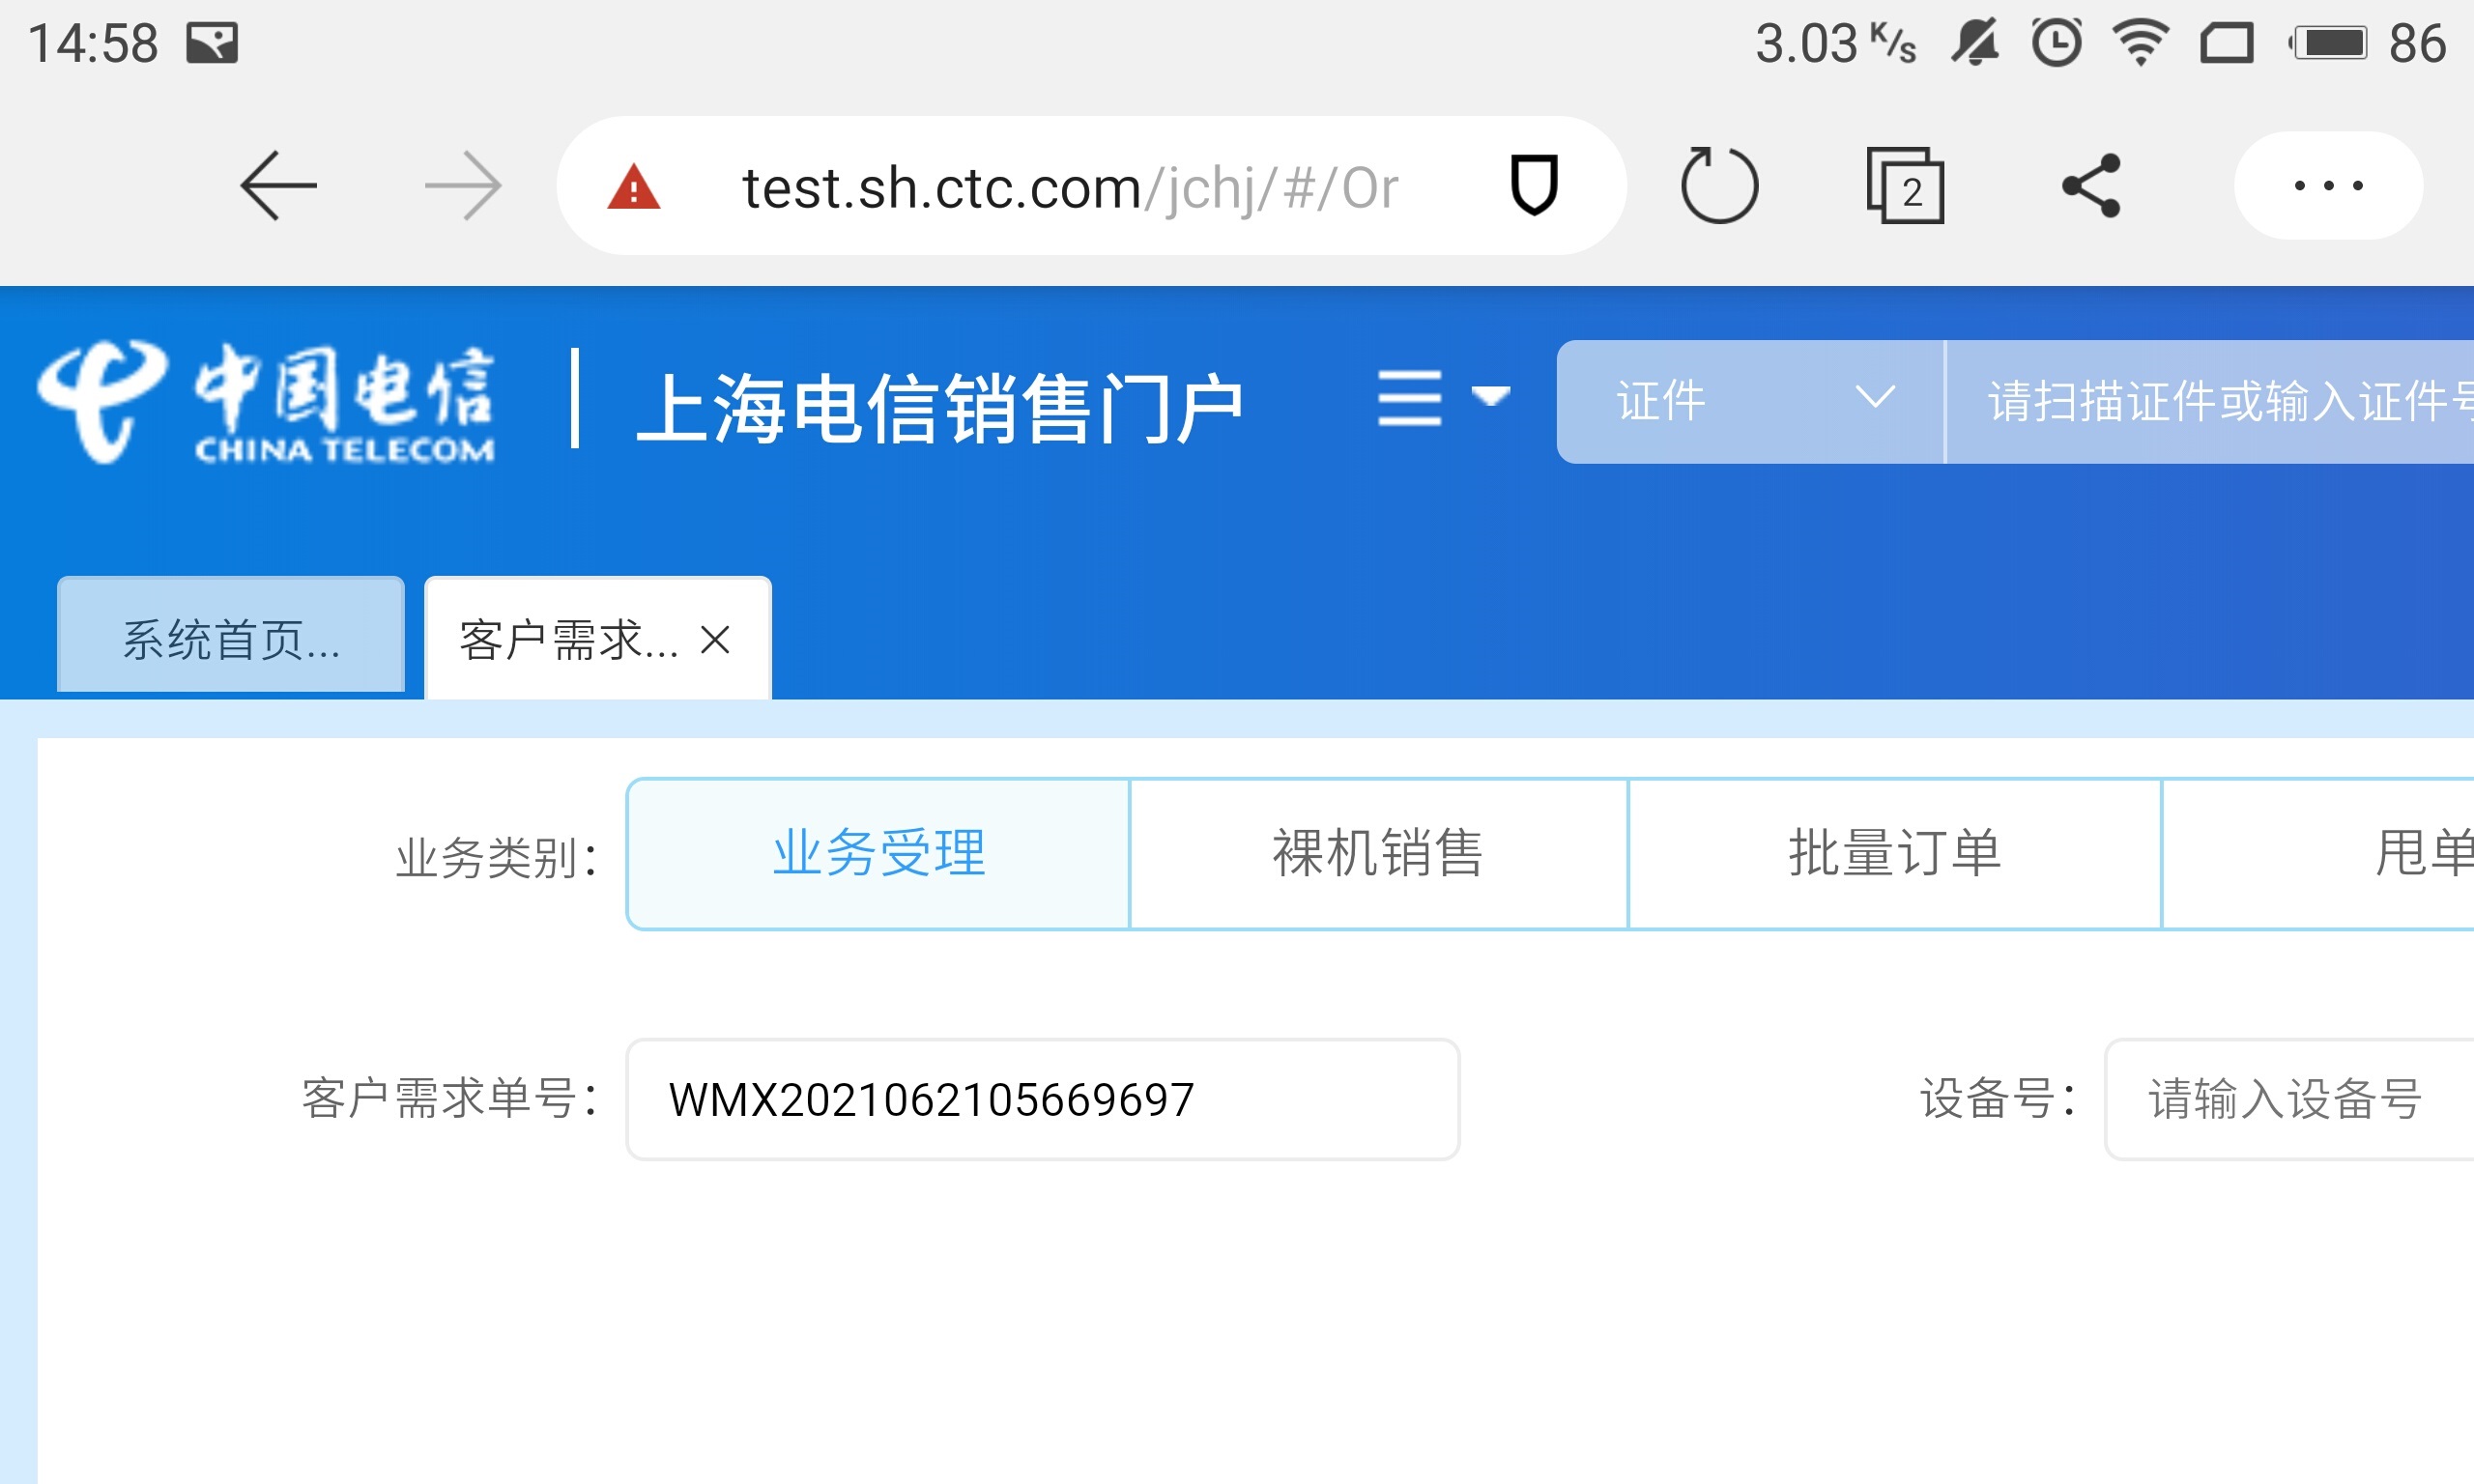 14:58 3.03 K/s 86
test.sh.ctc.com/jchj/#/Or 2
中国电信 CHINA TELECOM 上海电信销售门户 证件 请扫描证件或输入证件号
系统首页... 客户需求...
业务类别: 业务受理 裸机销售 批量订单 甩单
客户需求单号: WMX2021062105669697 设备号: 请输入设备号